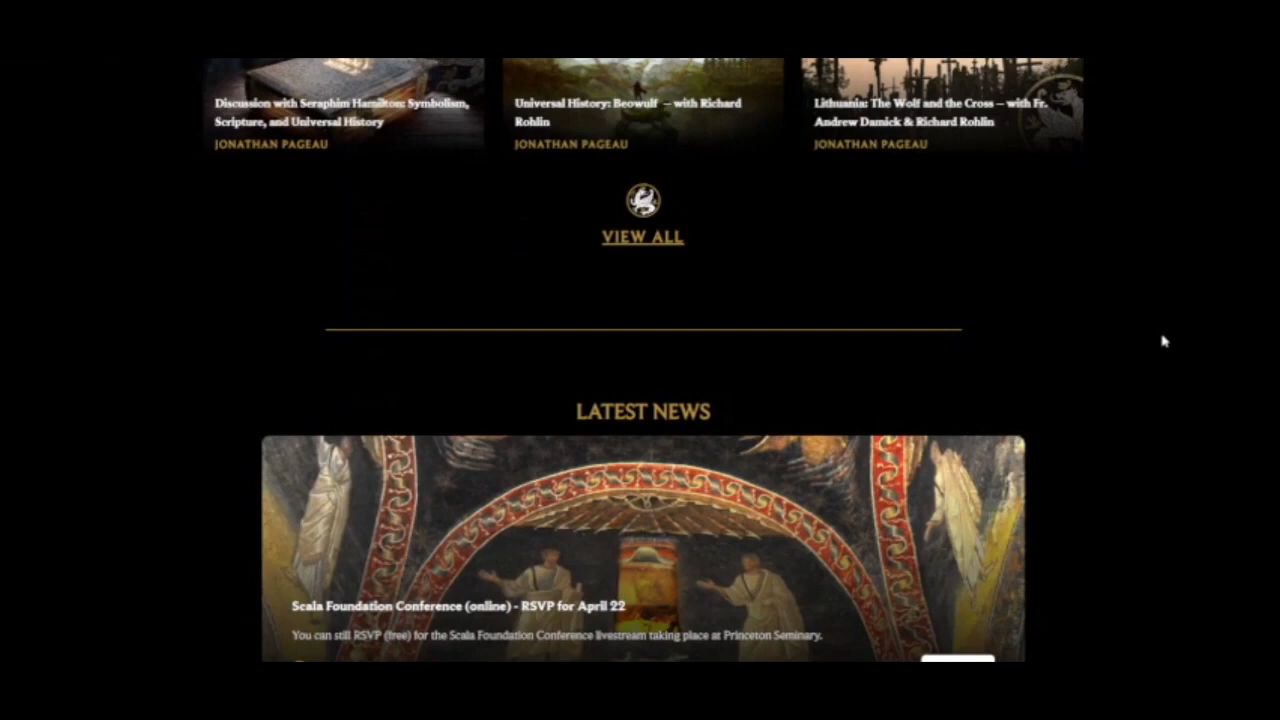 Discussion with Seraphim Hamilton: Symbolism,
Scripture, and Universal History
JONATHAN PAGEAU
Universal History: Beowulf – with Richard
Rohlin
JONATHAN PAGEAU
Lithuania: The Wolf and the Cross – with Fr.
Andrew Damick & Richard Rohlin
JONATHAN PAGEAU
VIEW ALL
LATEST NEWS
Scala Foundation Conference (online) - RSVP for April 22
You can still RSVP (free) for the Scala Foundation Conference livestream taking place at Princeton Seminary.